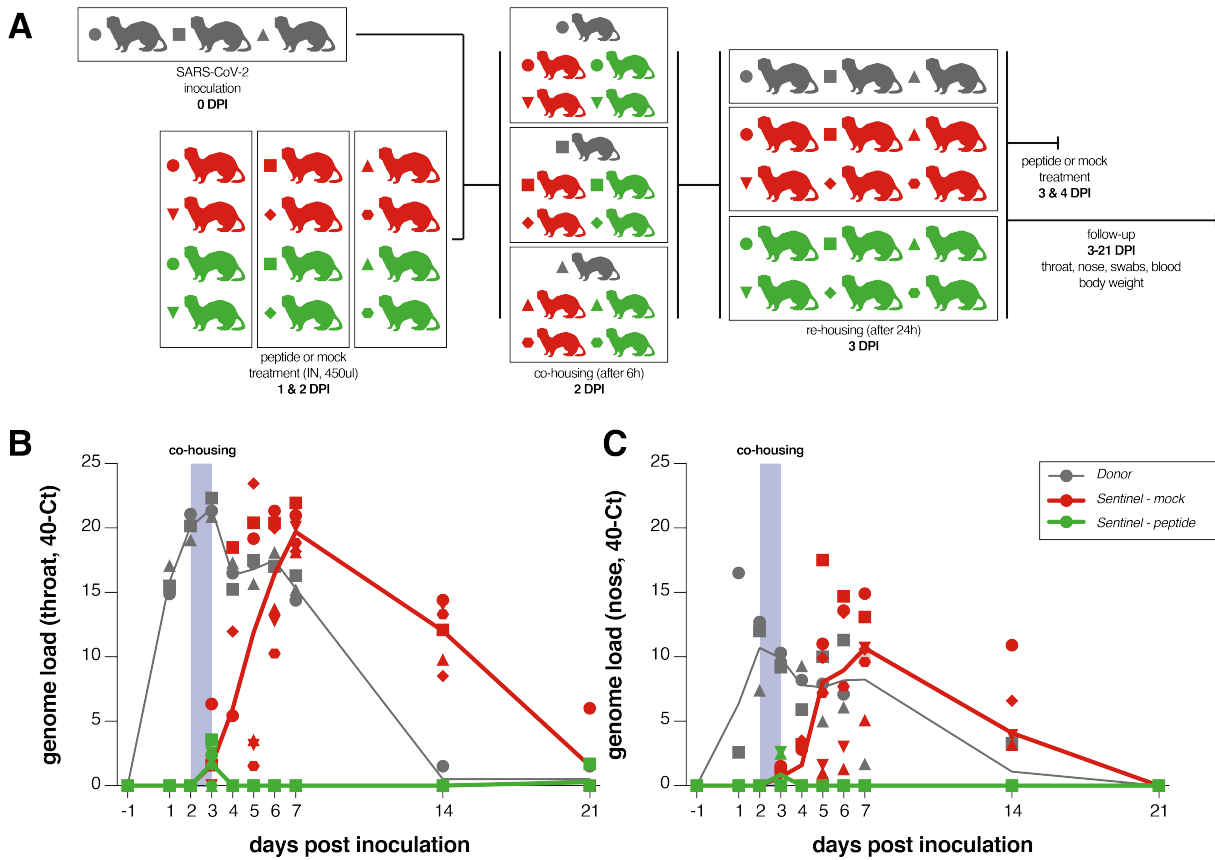 A
SARS-CoV-2
inoculation
0 DPI
peptide or mock
treatment (IN, 450ul)
1 & 2 DPI
co-housing (after 6h)
2 DPI
re-housing (after 24h)
3 DPI
peptide or mock
treatment
3 & 4 DPI
follow-up
3-21 DPI
throat, nose, swabs, blood
body weight
B
co-housing
genome load (throat, 40-Ct)
25
20
15
10
5
0
-1 1 2 3 4 5 6 7 14 21
days post inoculation
C
co-housing
genome load (nose, 40-Ct)
25
20
15
10
5
0
-1 1 2 3 4 5 6 7 14 21
days post inoculation
Donor
Sentinel - mock
Sentinel - peptide